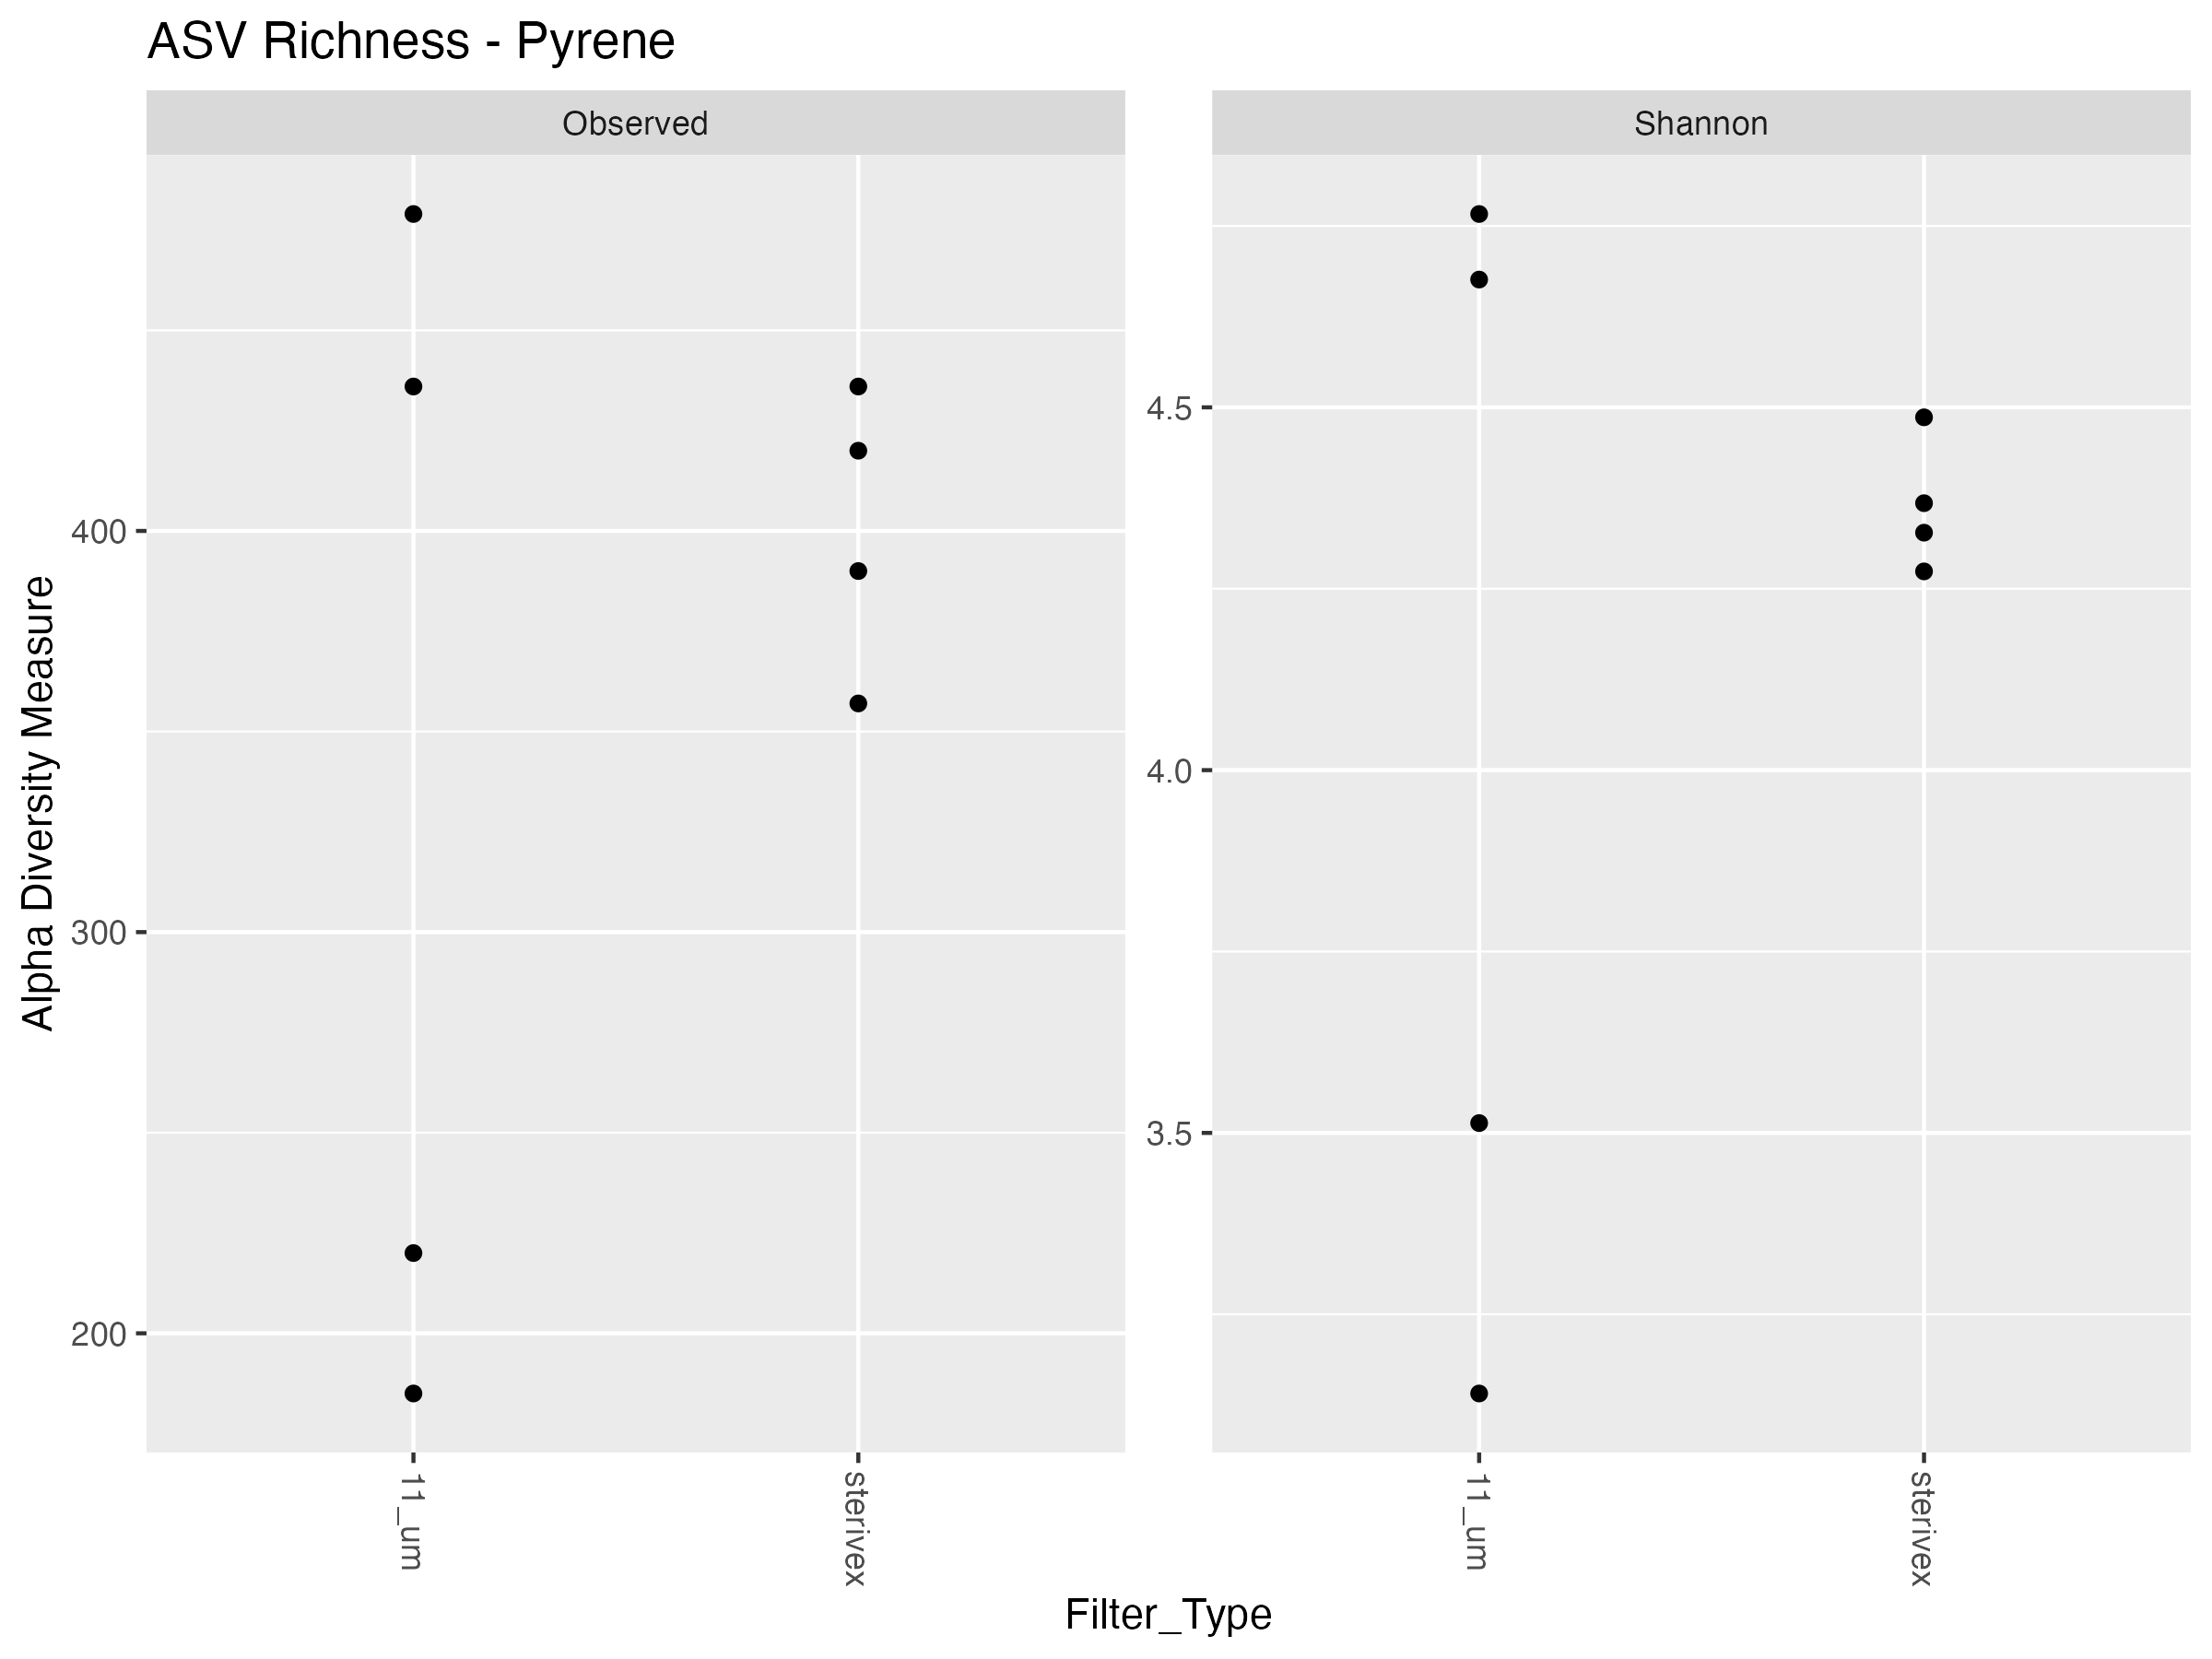 ASV Richness - Pyrene
Observed
Shannon
Alpha Diversity Measure
400
300
200
4.5
4.0
3.5
11_um
sterivex
11_um
sterivex
Filter_Type